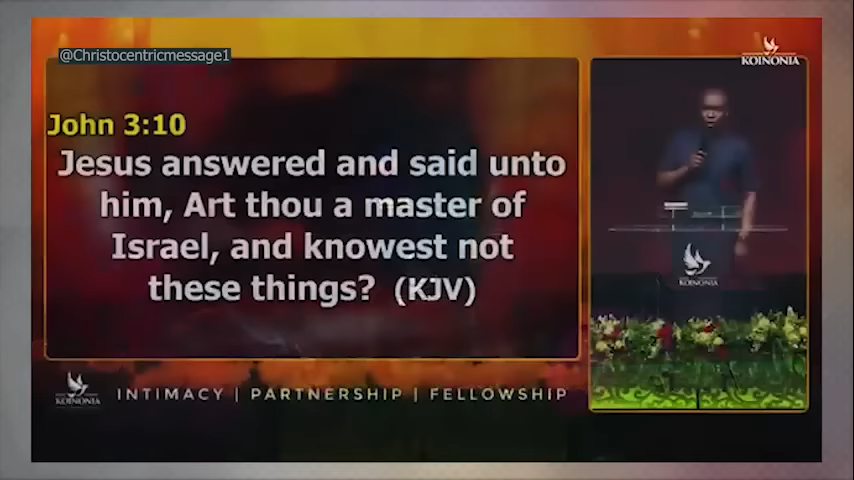 @Christocentricmessage1
KOINONIA
John 3:10
Jesus answered and said unto
him, Art thou a master of
Israel, and knowest not
these things? (KJV)
KOINONIA
KOINONIA
INTIMACY | PARTNERSHIP | FELLOWSHIP